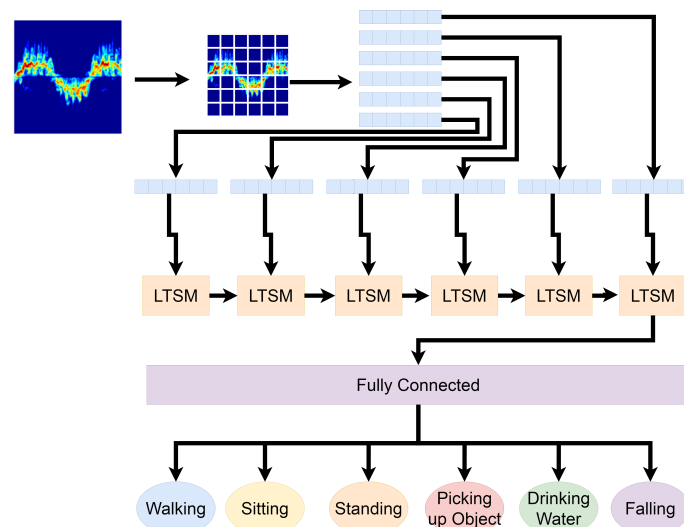 LTSM LTSM LTSM LTSM LTSM LTSM
Fully Connected
Walking Sitting Standing Picking up Object Drinking Water Falling